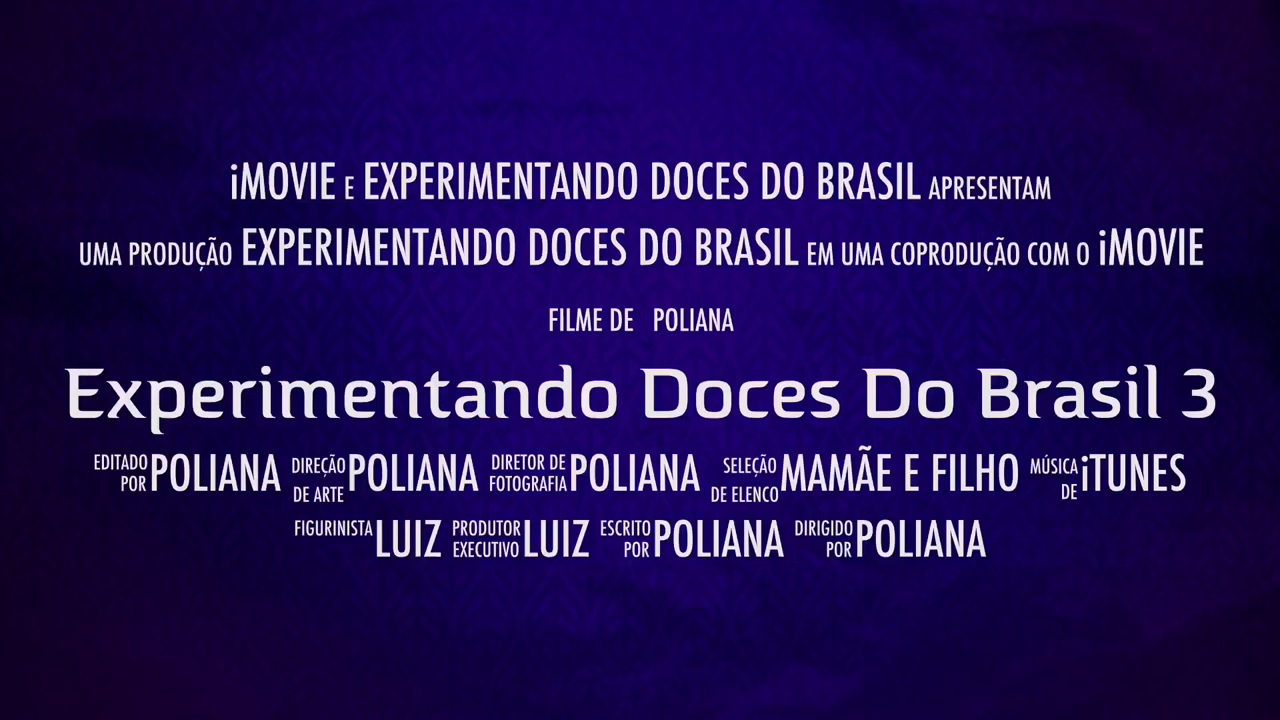 iMOVIE E EXPERIMENTANDO DOCES DO BRASIL APRESENTAM
UMA PRODUÇÃO EXPERIMENTANDO DOCES DO BRASIL EM UMA COPRODUÇÃO COM O iMOVIE
FILME DE POLIANA
Experimentando Doces Do Brasil 3
EDITADO POR POLIANA DIREÇÃO DE ARTE POLIANA DIRETOR DE FOTOGRAFIA POLIANA SELEÇÃO DE ELENCO MAMÃE E FILHO MÚSICA DE iTUNES
FIGURINISTA LUIZ PRODUTOR EXECUTIVO LUIZ ESCRITO POR POLIANA DIRIGIDO POR POLIANA